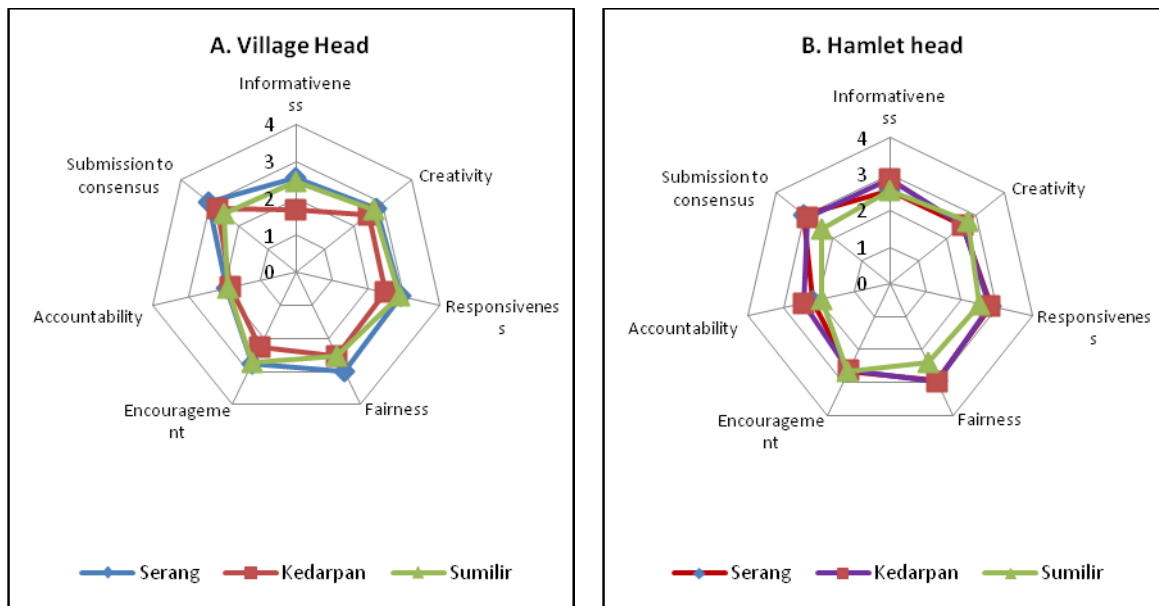 A. Village Head
Informativene
ss
4
3
2
1
0
Creativity
Responsivenes
s
Fairness
Encourageme
nt
Accountability
Submission to
consensus
Serang
Kedarpan
Sumilir
B. Hamlet head
Informativene
ss
4
3
2
1
0
Creativity
Responsivenes
s
Fairness
Encourageme
nt
Accountability
Submission to
consensus
Serang
Kedarpan
Sumilir